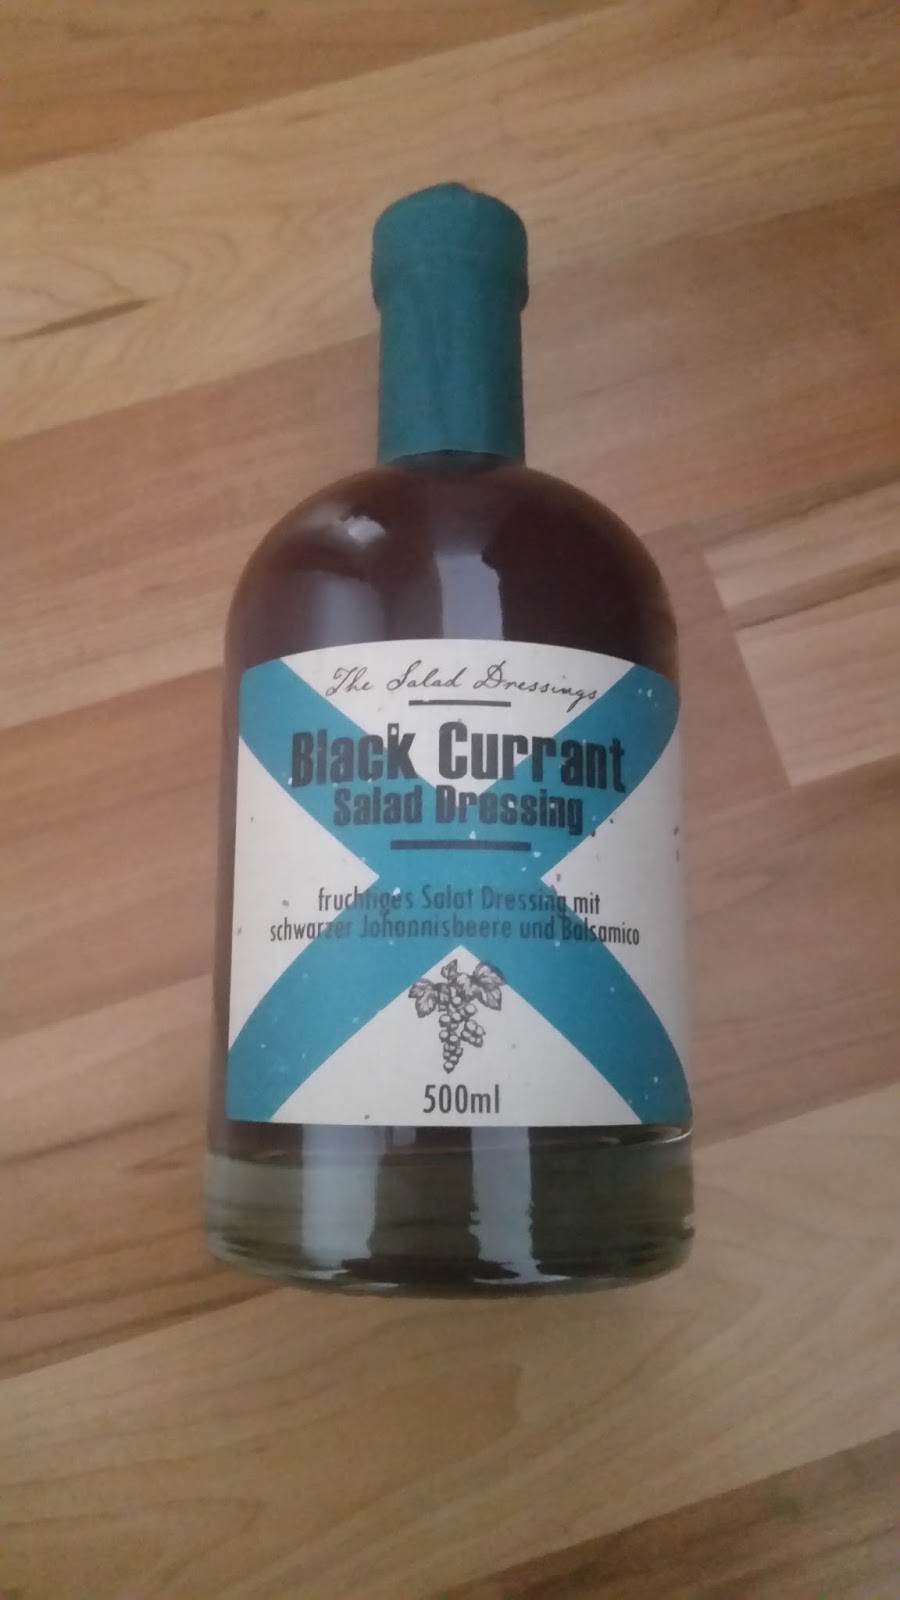 The Salad Dressings
Black Currant
Salad Dressing
fruchtiges Salat Dressing mit
schwarzer Johannisbeere und Balsamico
500ml